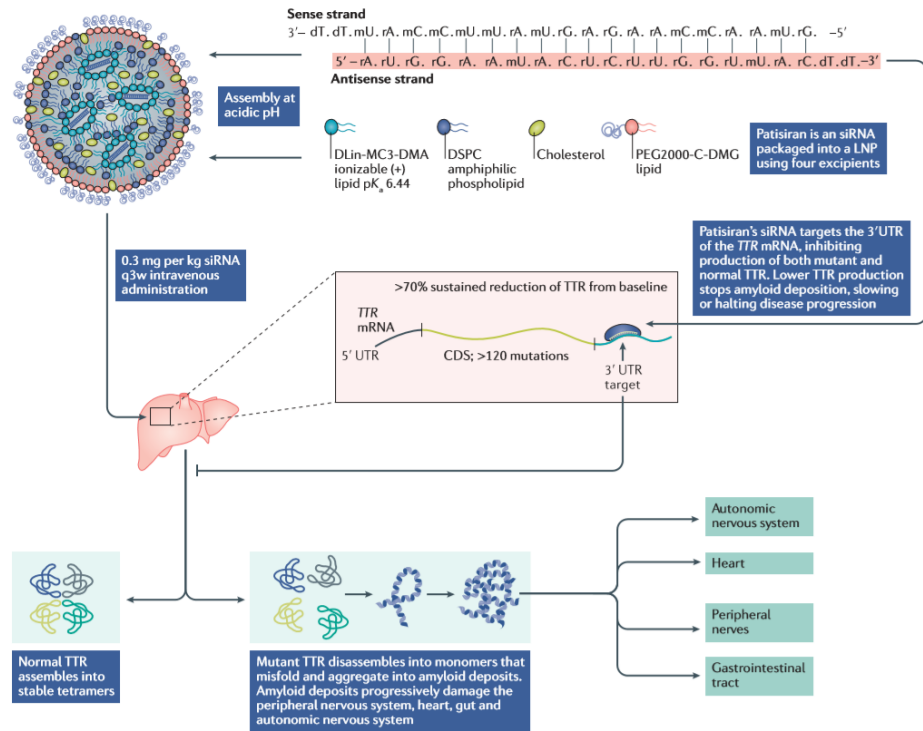 Sense strand
3′– dT. dT. mU. rA. mC. mC. mU. mU. rA. mU. rG. rA. rG. rA. rA. mC. mC. rA. rA. mU. rG. –5′
5′ – rA. rU. rG. rG. rA. rA. mU. rA. rC. rU. rC. rU. rU. rG. rG. rU. mU. rA. rC. dT. dT. –3′
Antisense strand
Assembly at
acidic pH
DLin-MC3-DMA
ionizable (+)
lipid pKa 6.44
DSPC
amphiphilic
phospholipid
Cholesterol
PEG2000-C-DMG
lipid
Patisiran is an siRNA
packaged into a LNP
using four excipients
Patisiran’s siRNA targets the 3′UTR
of the TTR mRNA, inhibiting
production of both mutant and
normal TTR. Lower TTR production
stops amyloid deposition, slowing
or halting disease progression
0.3 mg per kg siRNA
q3w intravenous
administration
>70% sustained reduction of TTR from baseline
TTR
mRNA
5′ UTR
CDS; >120 mutations
3′ UTR
target
Normal TTR
assembles into
stable tetramers
Mutant TTR disassembles into monomers that
misfold and aggregate into amyloid deposits.
Amyloid deposits progressively damage the
peripheral nervous system, heart, gut and
autonomic nervous system
Autonomic
nervous system
Heart
Peripheral
nerves
Gastrointestinal
tract